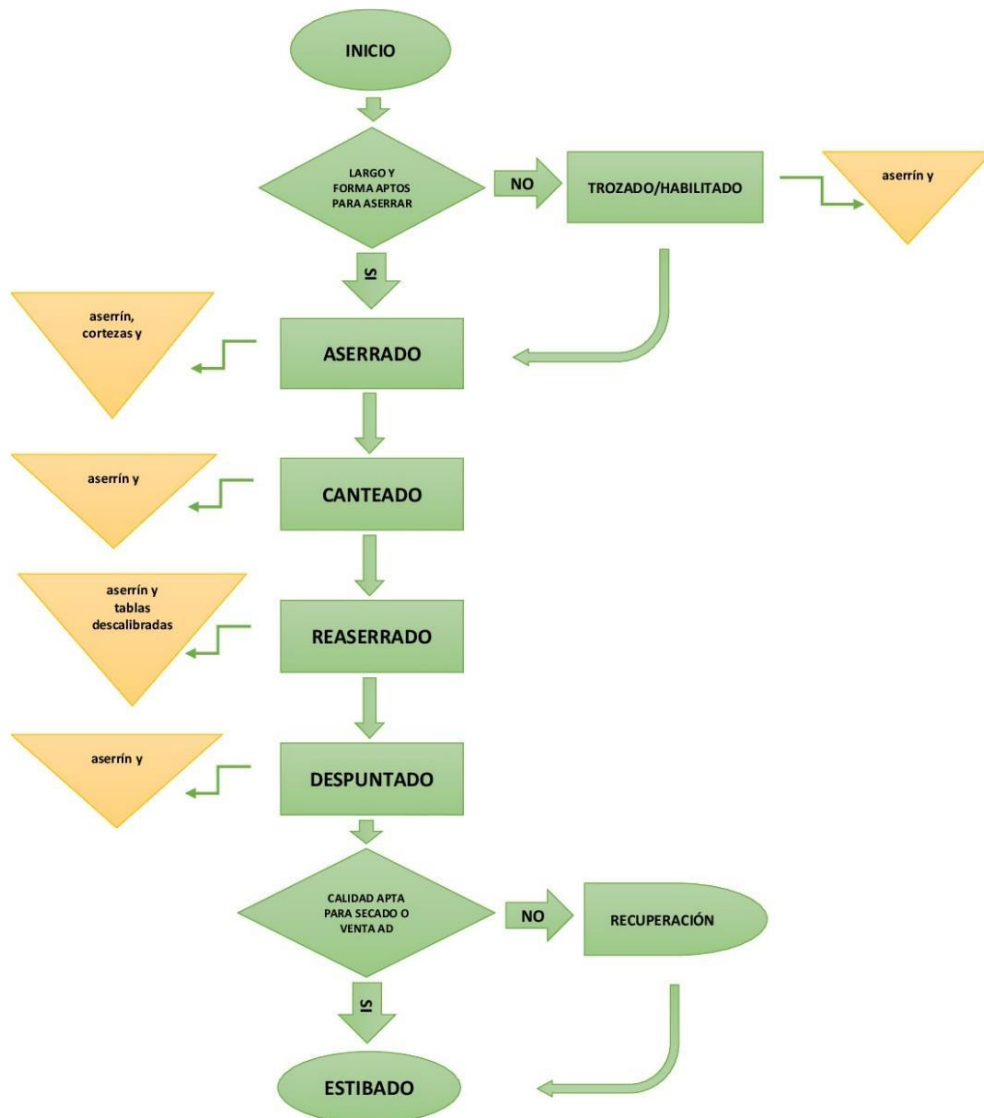 INICIO
LARGO Y
FORMA APTOS
PARA ASERRAR
NO
TROZADO/HABILITADO
aserrín y
SI
aserrín,
cortezas y
ASERRADO
aserrín y
CANTEADO
aserrín y
tablas
descalibradas
REASERRADO
aserrín y
DESPUNTADO
CALIDAD APTA
PARA SECADO O
VENTA AD
NO
RECUPERACIÓN
SI
ESTIBADO